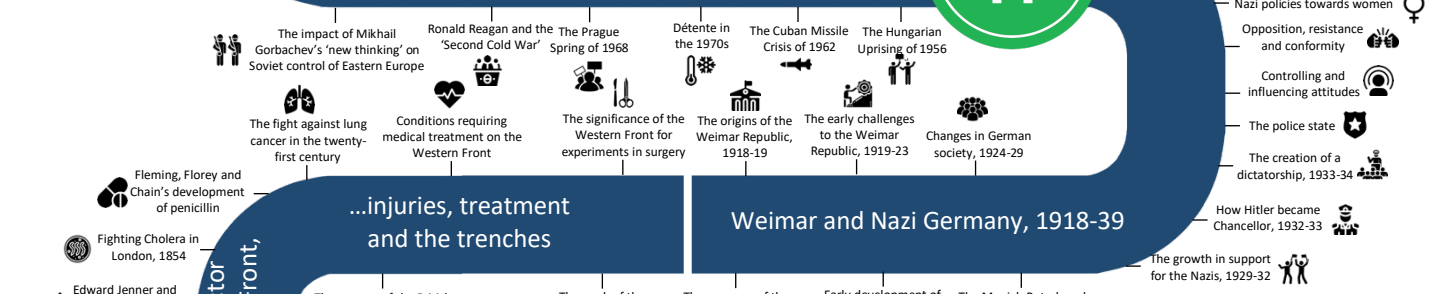 Nazi policies towards women
The impact of Mikhail
Gorbachev's 'new thinking' on
Soviet control of Eastern Europe
Ronald Reagan and the
'Second Cold War'
The Prague
Spring of 1968
Détente in
the 1970s
The Cuban Missile
Crisis of 1962
The Hungarian
Uprising of 1956
Opposition, resistance
and conformity
Controlling and
influencing attitudes
The fight against lung
cancer in the twenty-
first century
Conditions requiring
medical treatment on the
Western Front
The significance of the
Western Front for
experiments in surgery
The origins of the
Weimar Republic,
1918-19
The early challenges
to the Weimar
Republic, 1919-23
Changes in German
society, 1924-29
The police state
The creation of a
dictatorship, 1933-34
Fleming, Florey and
Chain's development
of penicillin
...injuries, treatment
and the trenches
Weimar and Nazi Germany, 1918-39
How Hitler became
Chancellor, 1932-33
Fighting Cholera in
London, 1854
The growth in support
for the Nazis, 1929-32
Front,
Edward Jenner and
Early development of